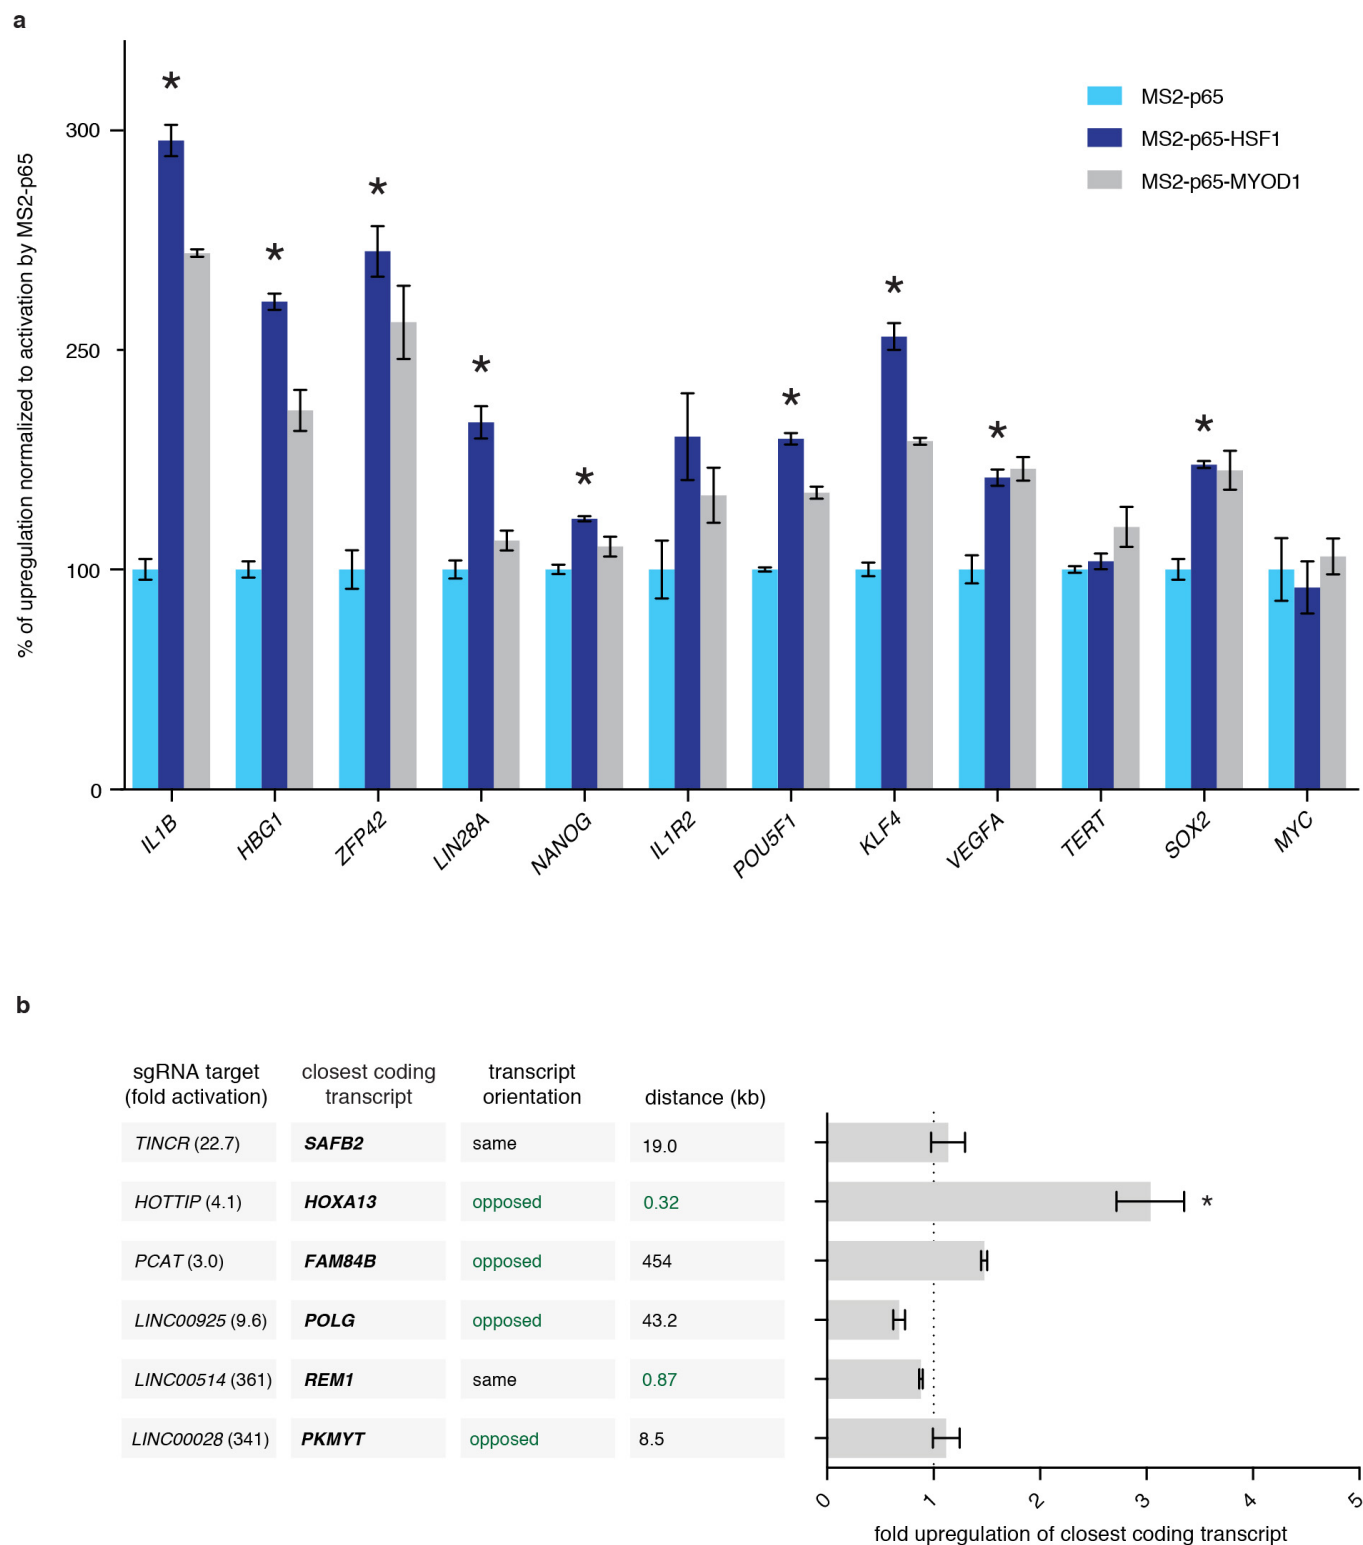 a
% of upregulation normalized to activation by MS2-p65
300
250
100
0
*
*
*
*
*
*
*
*
*
MS2-p65
MS2-p65-HSF1
MS2-p65-MYOD1
IL1B
HBG1
ZFP42
LIN28A
NANOG
IL1R2
POU5F1
KLF4
VEGFA
TERT
SOX2
MYC
b
sgRNA target
(fold activation)
closest coding
transcript
transcript
orientation
distance (kb)
TINCR (22.7) SAFB2 same 19.0
HOTTIP (4.1) HOXA13 opposed 0.32 *
PCAT (3.0) FAM84B opposed 454
LINC00925 (9.6) POLG opposed 43.2
LINC00514 (361) REM1 same 0.87
LINC00028 (341) PKMYT opposed 8.5
0 1 2 3 4 5
fold upregulation of closest coding transcript